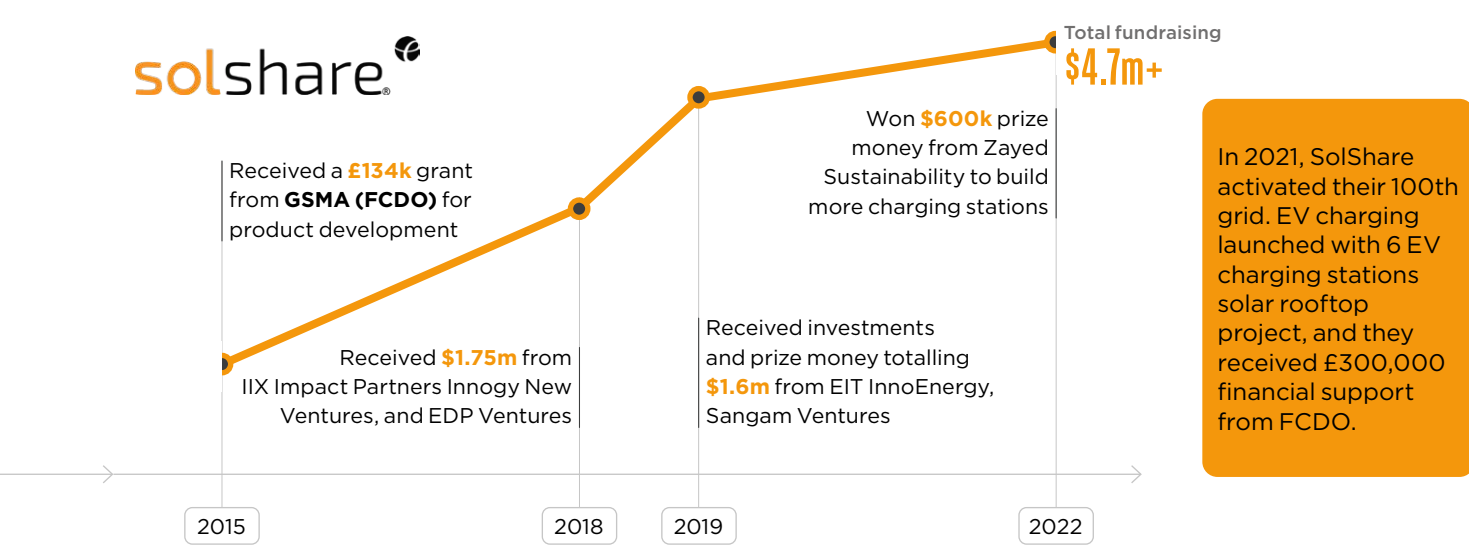 solshare®
Total fundraising
$4.7m+
Received a £134k grant
from GSMA (FCDO) for
product development
Received $1.75m from
IIX Impact Partners Innogy New
Ventures, and EDP Ventures
Received investments
and prize money totalling
$1.6m from EIT InnoEnergy,
Sangam Ventures
Won $600k prize
money from Zayed
Sustainability to build
more charging stations
In 2021, SolShare
activated their 100th
grid. EV charging
launched with 6 EV
charging stations
solar rooftop
project, and they
received £300,000
financial support
from FCDO.
2015
2018
2019
2022